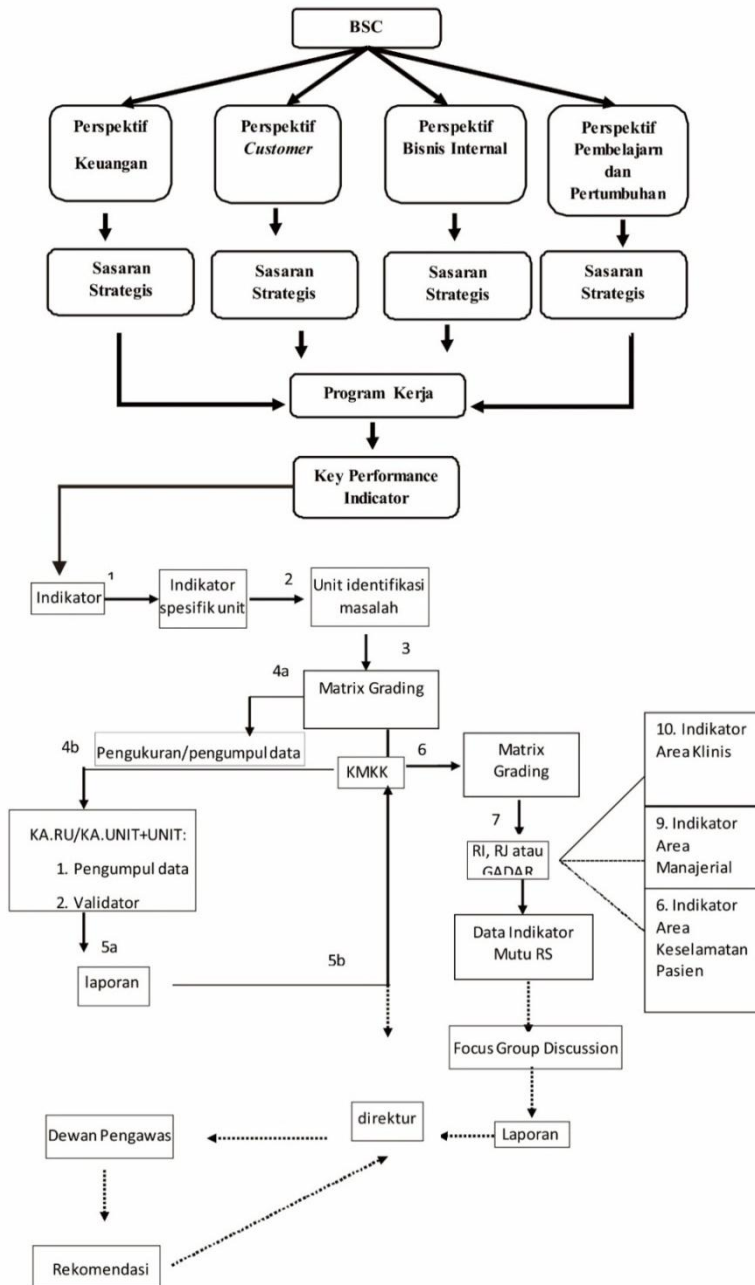 BSC
Perspektif
Keuangan
Perspektif
Customer
Perspektif
Bisnis Internal
Perspektif
Pembelajarn
dan
Pertumbuhan
Sasaran
Strategis
Sasaran
Strategis
Sasaran
Strategis
Sasaran
Strategis
Program Kerja
Key Performance
Indicator
Indikator
1
Indikator
spesifik unit
2
Unit identifikasi
masalah
3
4a
Matrix Grading
4b
Pengukuran/pengumpul data
KMKK
6
Matrix
Grading
10. Indikator
Area Klinis
7
KA.RU/KA.UNIT+UNIT:
1. Pengumpul data
2. Validator
RI, RJ atau
GADAR
9. Indikator
Area
Manajerial
6. Indikator
Area
Keselamatan
Pasien
5a
laporan
5b
Data Indikator
Mutu RS
Focus Group Discussion
Dewan Pengawas
direktur
Laporan
Rekomendasi